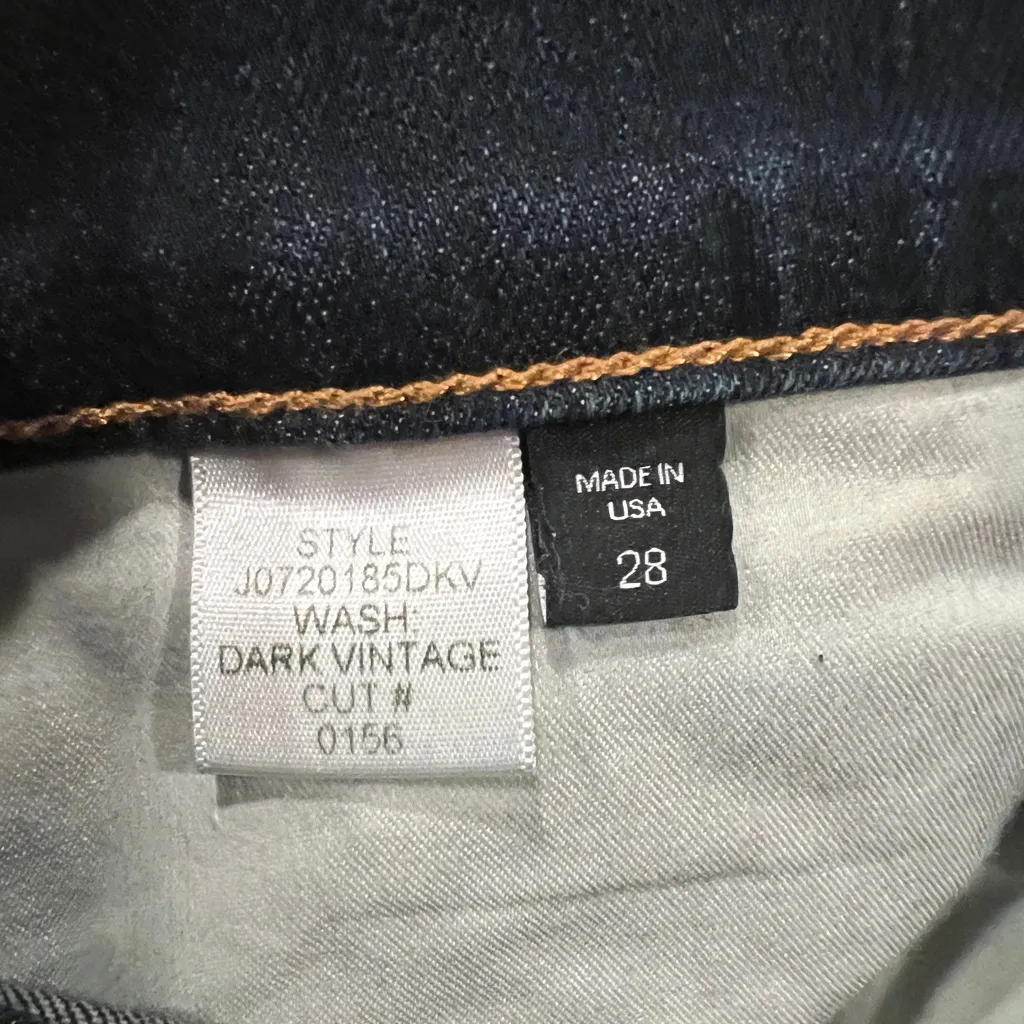 STYLE
J0720185DKV
WASH:
DARK VINTAGE
CUT #
0156
MADE IN
USA
28